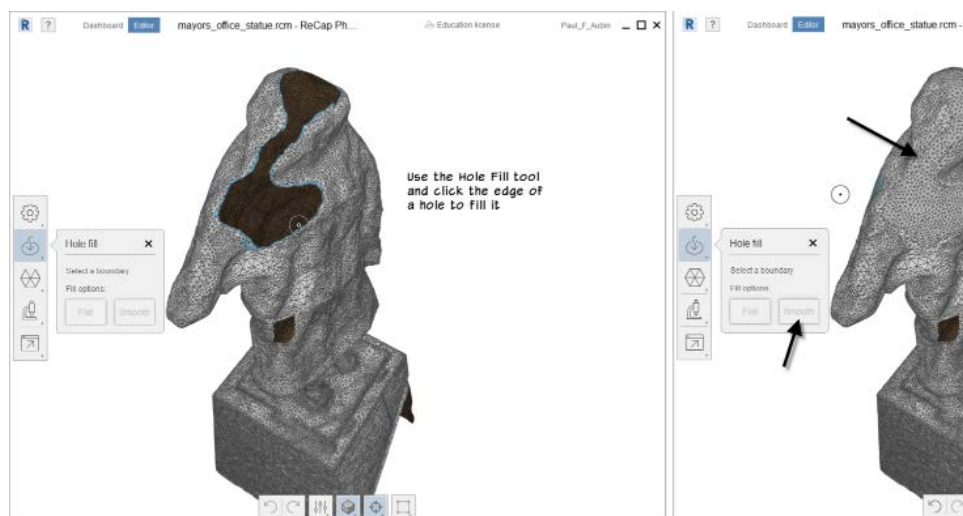 R ? Dashboard Editor mayors_office_statue.rcm - ReCap Ph... Education license Paul_F_Aubin
Use the Hole Fill tool
and click the edge of
a hole to fill it
Hole fill
Select a boundary
Fill options:
Flat Smooth
R ? Dashboard Editor mayors_office_statue.rcm -
Hole fill
Select a boundary
Fill options
Flat Smooth